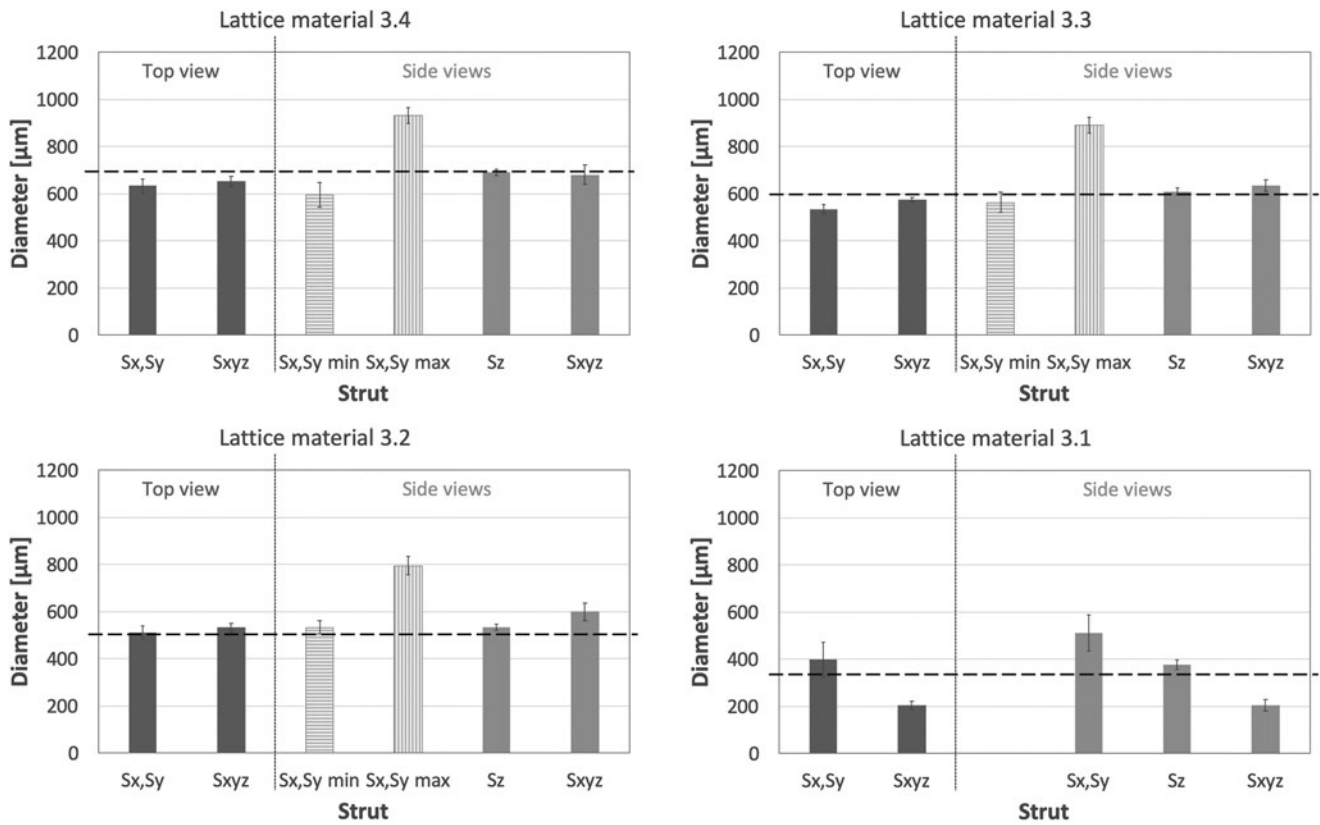 Lattice material 3.4
1200
1000
800
600
400
200
0
Diameter [µm]
Top view
Side views
Sx,Sy Sxyz Sx,Sy min Sx,Sy max Sz Sxyz
Strut
Lattice material 3.3
1200
1000
800
600
400
200
0
Diameter [µm]
Top view
Side views
Sx,Sy Sxyz Sx,Sy min Sx,Sy max Sz Sxyz
Strut
Lattice material 3.2
1200
1000
800
600
400
200
0
Diameter [µm]
Top view
Side views
Sx,Sy Sxyz Sx,Sy min Sx,Sy max Sz Sxyz
Strut
Lattice material 3.1
1200
1000
800
600
400
200
0
Diameter [µm]
Top view
Side views
Sx,Sy Sxyz Sx,Sy Sz Sxyz
Strut